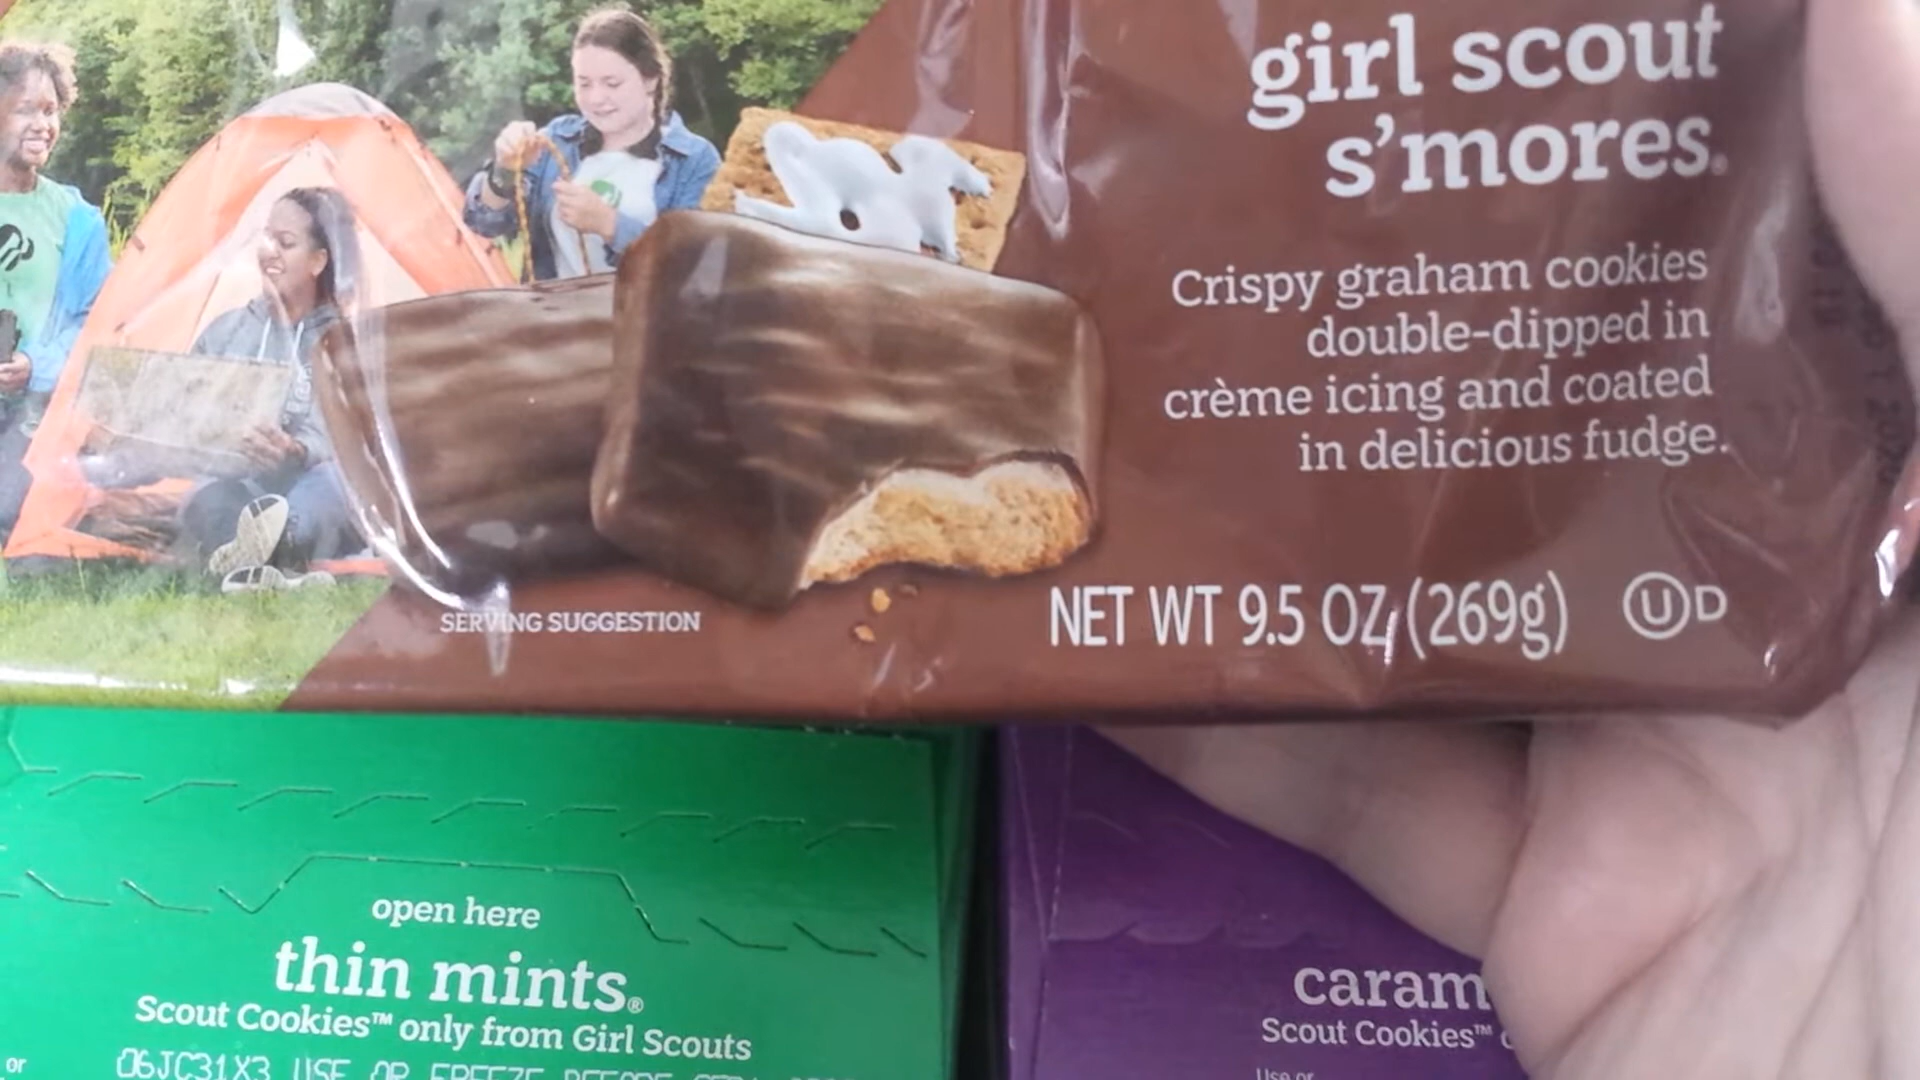 girl scout
s'mores®
Crispy graham cookies
double-dipped in
crème icing and coated
in delicious fudge.
SERVING SUGGESTION
NET WT 9.5 OZ (269g)
U D
open here
thin mints®
Scout Cookies™ only from Girl Scouts
or
06JC31X3 USE OR FREEZE BEFORE
caram
Scout Cookies™
Use or